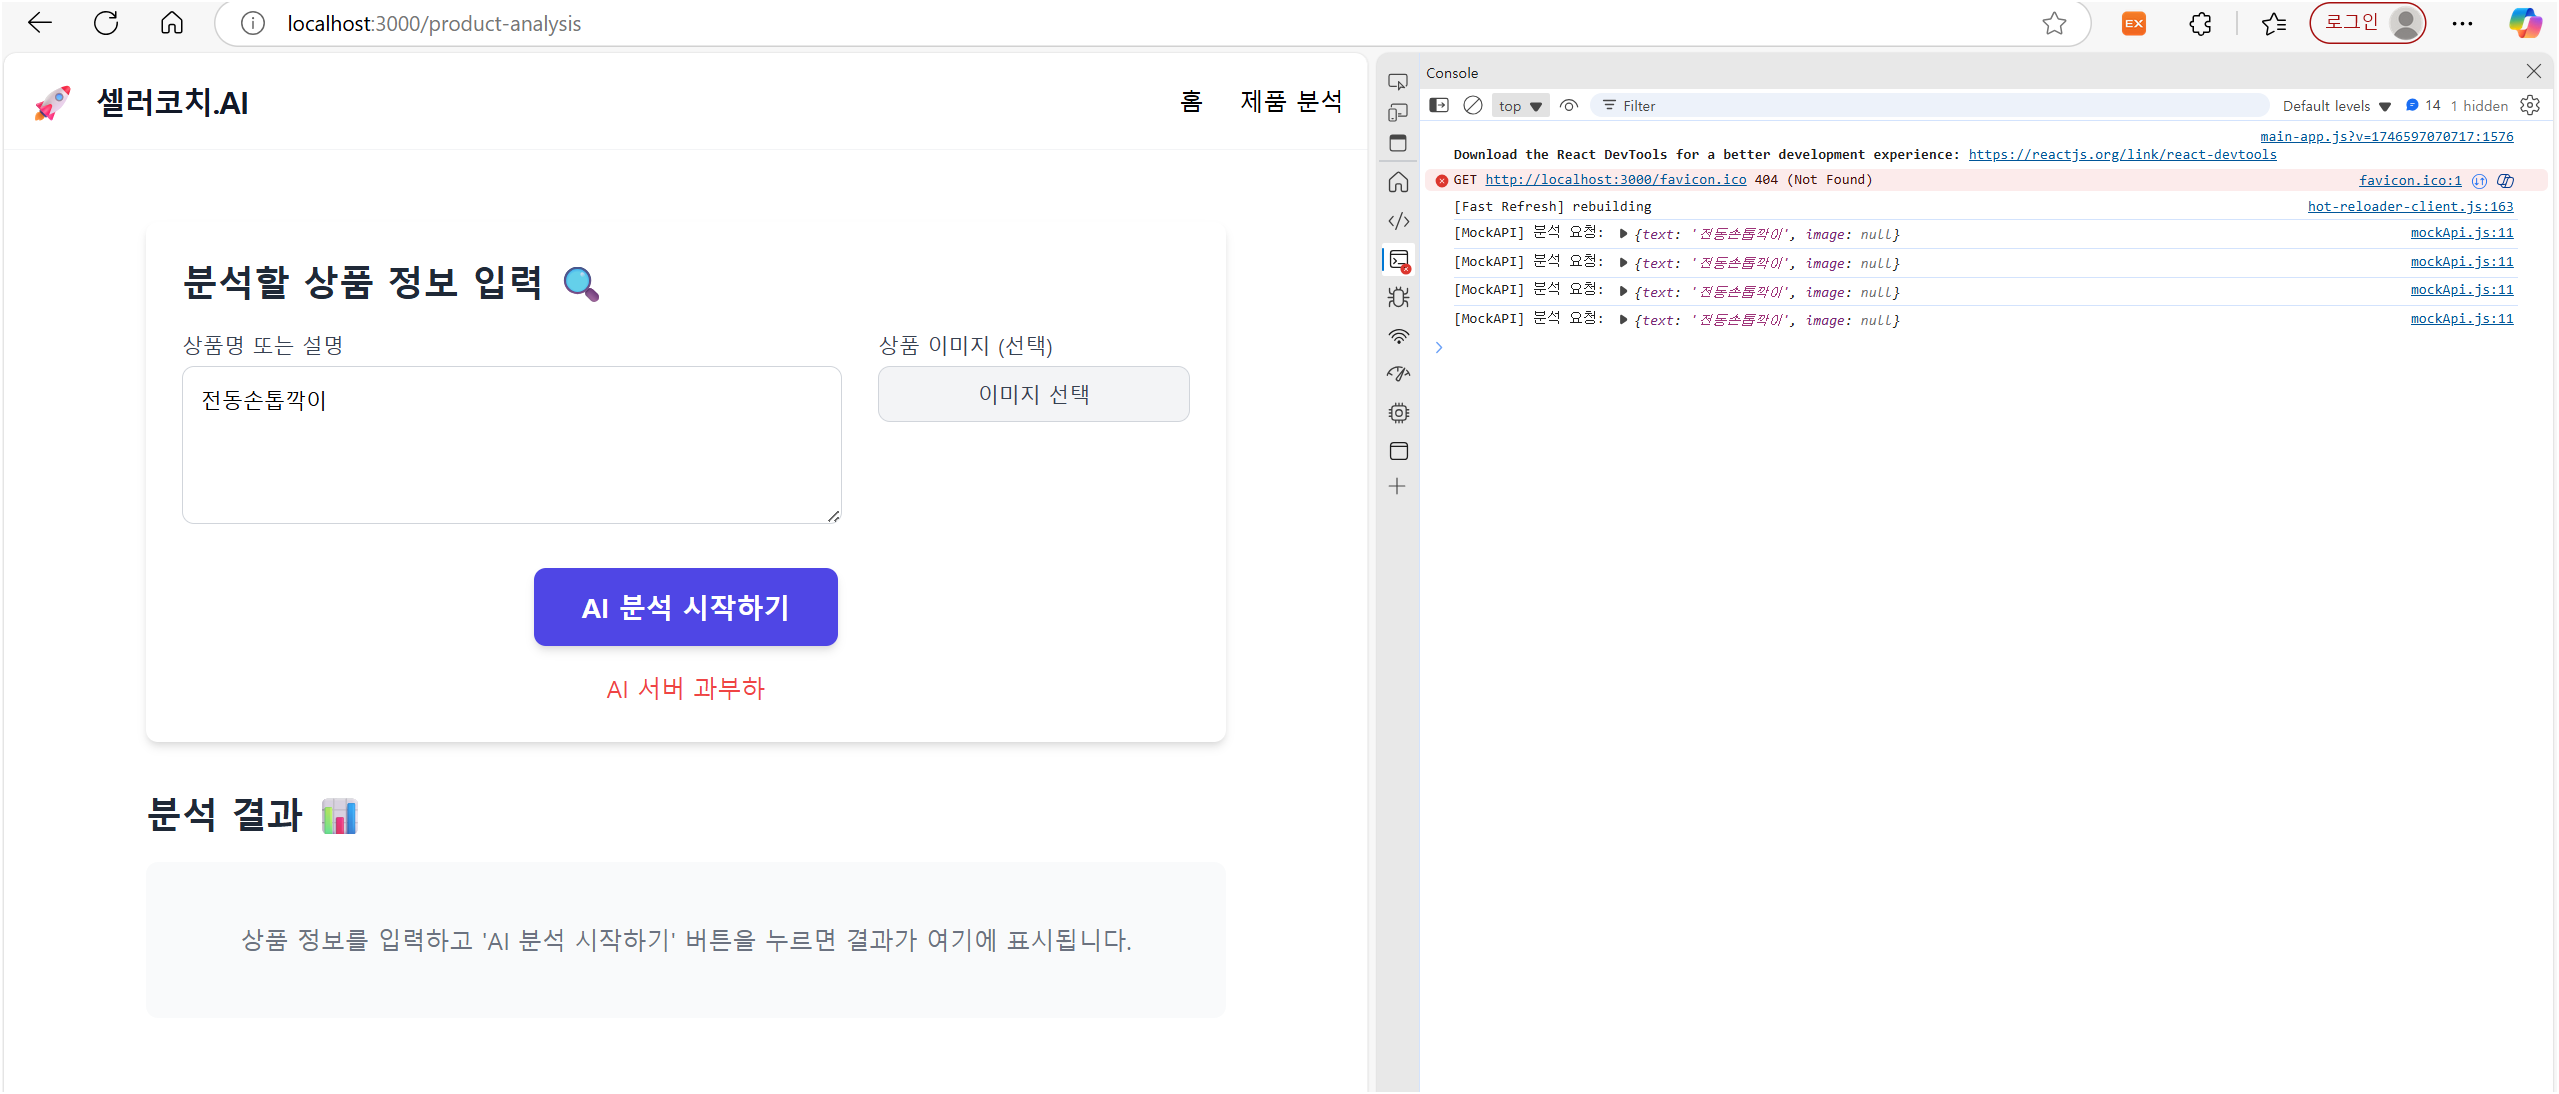 localhost:3000/product-analysis
EX
로그인
셀러코치.AI
홈
제품 분석
분석할 상품 정보 입력
상품명 또는 설명
상품 이미지 (선택)
전동손톱깍이
이미지 선택
AI 분석 시작하기
AI 서버 과부하
분석 결과
상품 정보를 입력하고 'AI 분석 시작하기' 버튼을 누르면 결과가 여기에 표시됩니다.
Console
top
Filter
Default levels
14
1 hidden
main-app.js?v=1746597070717:1576
Download the React DevTools for a better development experience: https://reactjs.org/link/react-devtools
GET http://localhost:3000/favicon.ico 404 (Not Found)
favicon.ico:1
[Fast Refresh] rebuilding
hot-reloader-client.js:163
[MockAPI] 분석 요청: {text: '전동손톱깍이', image: null}
mockApi.js:11
[MockAPI] 분석 요청: {text: '전동손톱깍이', image: null}
mockApi.js:11
[MockAPI] 분석 요청: {text: '전동손톱깍이', image: null}
mockApi.js:11
[MockAPI] 분석 요청: {text: '전동손톱깍이', image: null}
mockApi.js:11